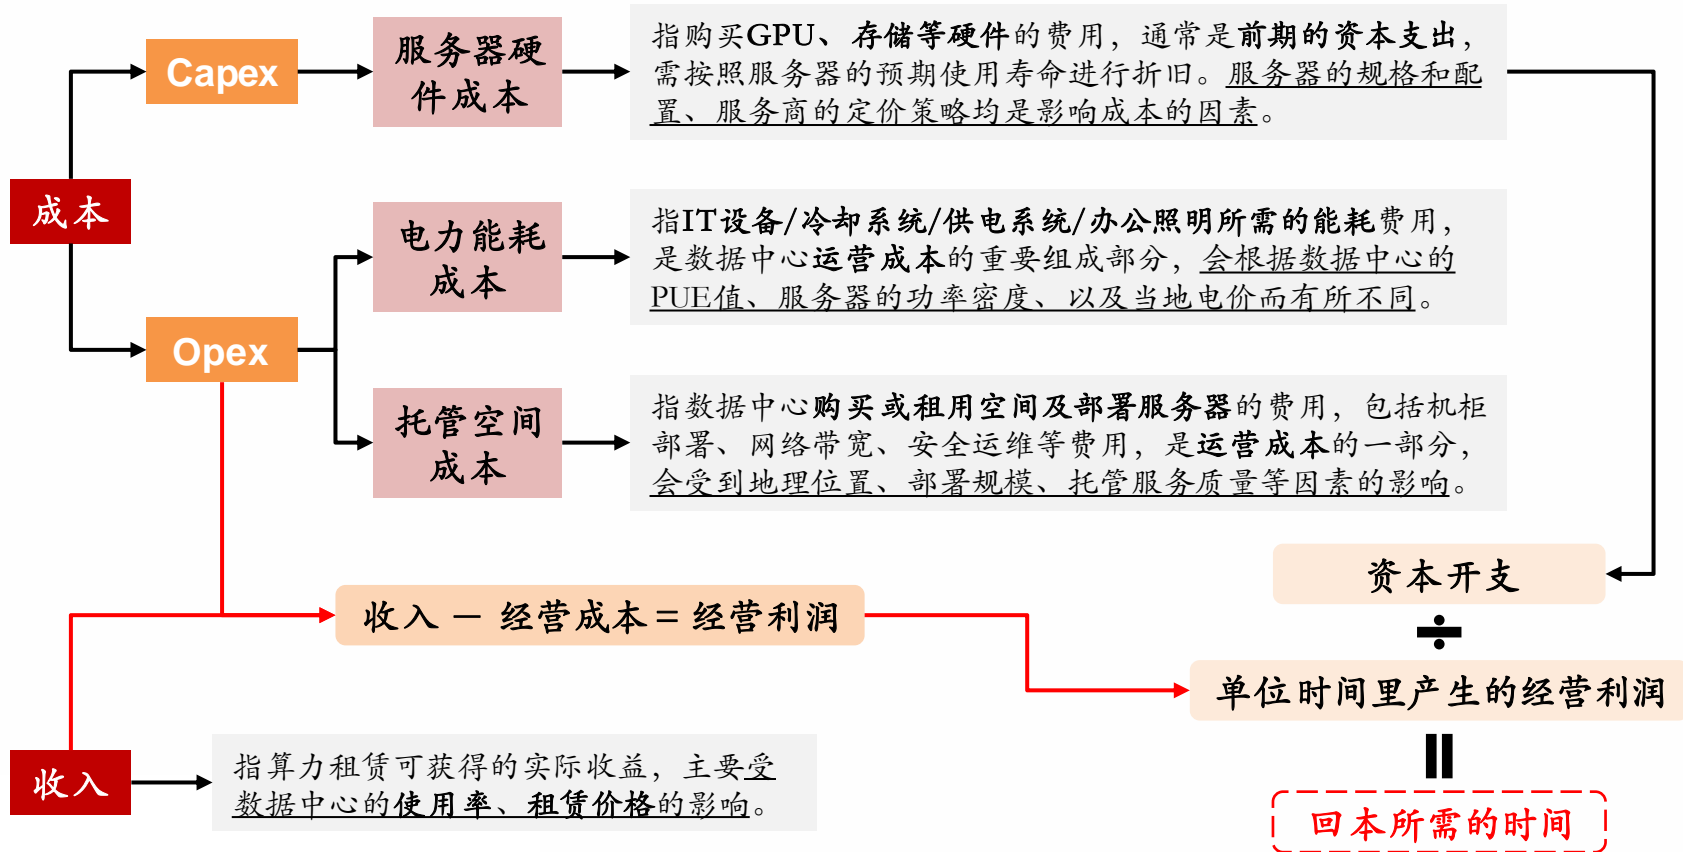 成本
Capex
服务器硬
件成本
指购买GPU、存储等硬件的费用，通常是前期的资本支出，
需按照服务器的预期使用寿命进行折旧。服务器的规格和配
置、服务商的定价策略均是影响成本的因素。
Opex
电力能耗
成本
指IT设备/冷却系统/供电系统/办公照明所需的能耗费用，
是数据中心运营成本的重要组成部分，会根据数据中心的
PUE值、服务器的功率密度、以及当地电价而有所不同。
托管空间
成本
指数据中心购买或租用空间及部署服务器的费用，包括机柜
部署、网络带宽、安全运维等费用，是运营成本的一部分，
会受到地理位置、部署规模、托管服务质量等因素的影响。
收入 － 经营成本 = 经营利润
资本开支
÷
单位时间里产生的经营利润
=
回本所需的时间
收入
指算力租赁可获得的实际收益，主要受
数据中心的使用率、租赁价格的影响。